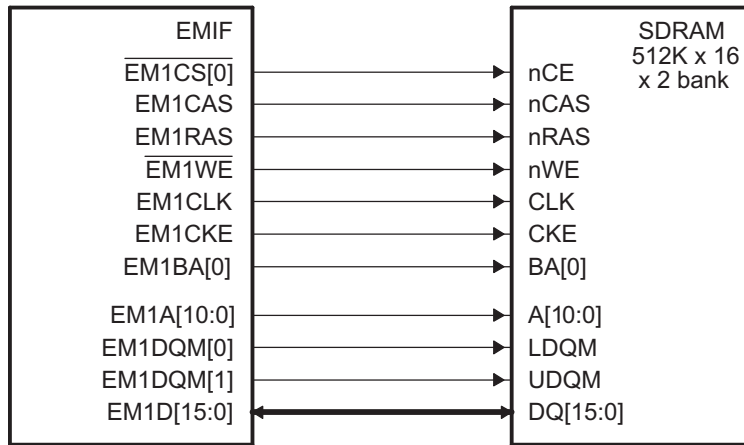 EMIF
EM1CS[0]
EM1CAS
EM1RAS
EM1WE
EM1CLK
EM1CKE
EM1BA[0]
EM1A[10:0]
EM1DQM[0]
EM1DQM[1]
EM1D[15:0]
SDRAM
512K x 16
x 2 bank
nCE
nCAS
nRAS
nWE
CLK
CKE
BA[0]
A[10:0]
LDQM
UDQM
DQ[15:0]